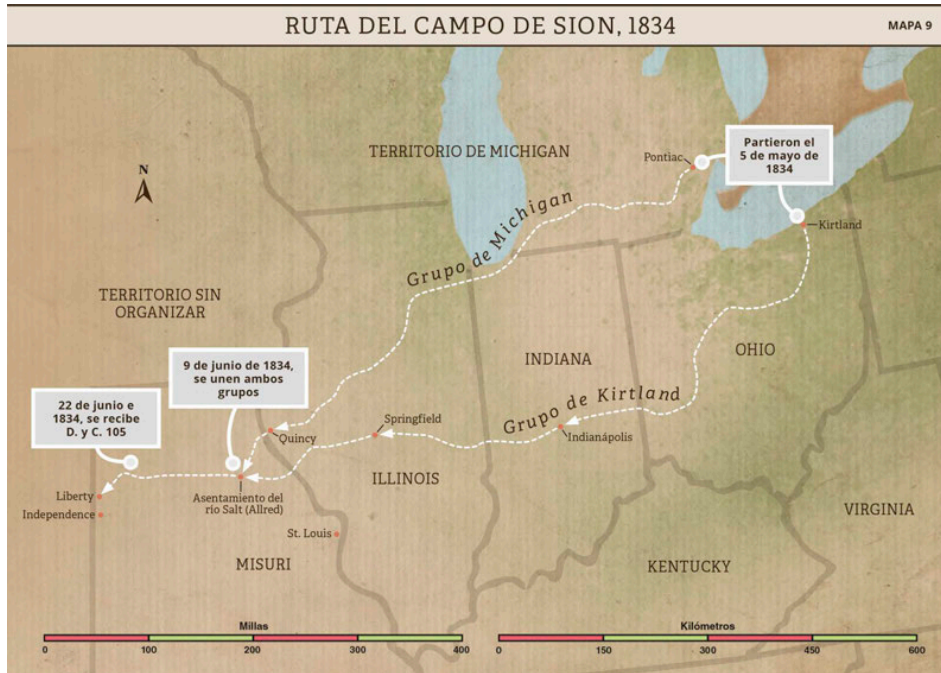 RUTA DEL CAMPO DE SION, 1834
MAPA 9
TERRITORIO DE MICHIGAN
Pontiac
Partieron el
5 de mayo de
1834
Kirtland
N
Grupo de Michigan
TERRITORIO SIN
ORGANIZAR
INDIANA
OHIO
9 de junio de 1834,
se unen ambos
grupos
22 de junio e
1834, se recibe
D. y C. 105
Grupo de Kirtland
Springfield
Quincy
Indianápolis
ILLINOIS
Liberty
Independence
Asentamiento del
río Salt (Allred)
St. Louis
VIRGINIA
MISURI
KENTUCKY
Millas
0 100 200 300 400
Kilómetros
0 150 300 450 600